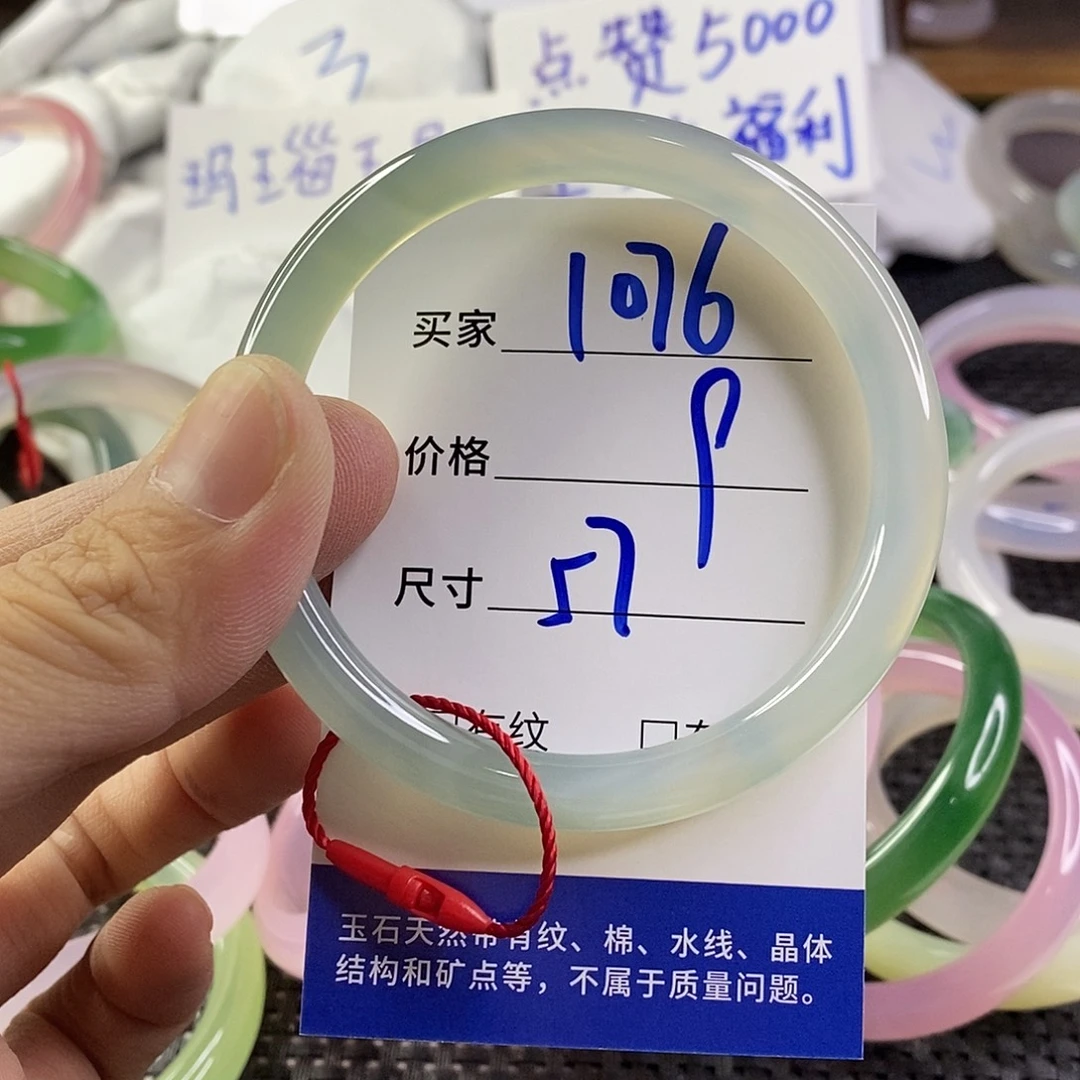 3
点赞5000
福利
玛瑙玉
买家 1076
价格 P
尺寸 57
有纹 □
玉石天然带有纹、棉、水线、晶体
结构和矿点等，不属于质量问题。